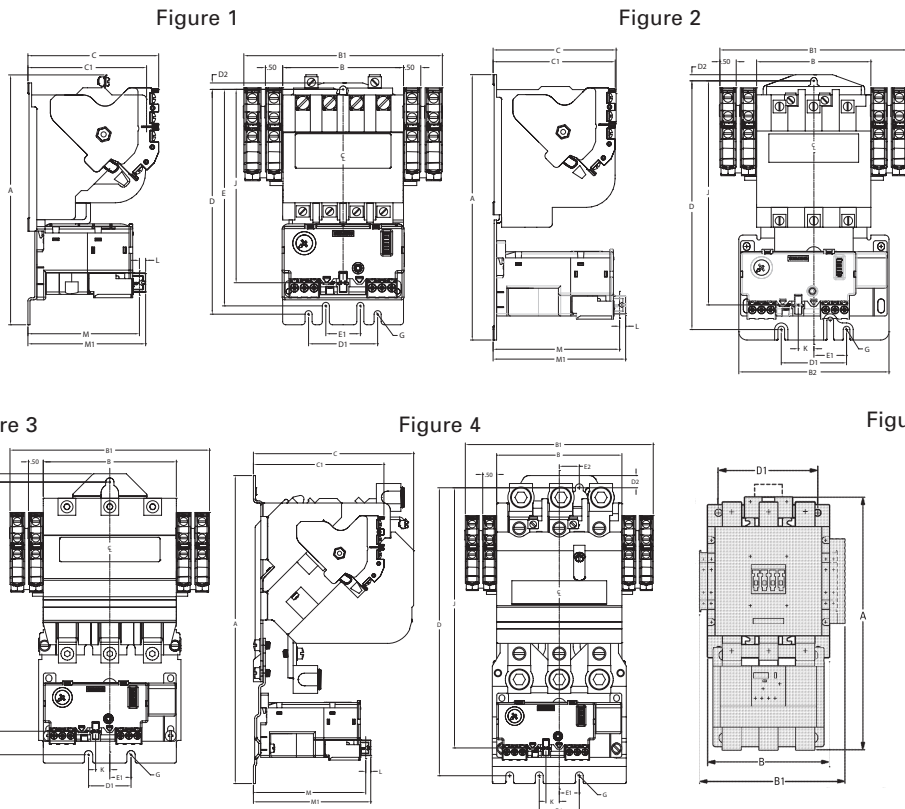 Figure 1
Figure 2
C
C1
A
L
M
M1
B1
D2
.50
B
.50
D
E
J
℄
E1
D1
G
C
C1
A
L
M
M1
B1
D2
.50
B
D
J
℄
K
E1
D1
B2
G
re 3
Figure 4
Figu
B1
.50
B
℄
K
E1
D1
G
C
C1
A
L
M
M1
B1
.50
B
E2
D2
D
J
℄
K
E1
G
D1
A
B
B1